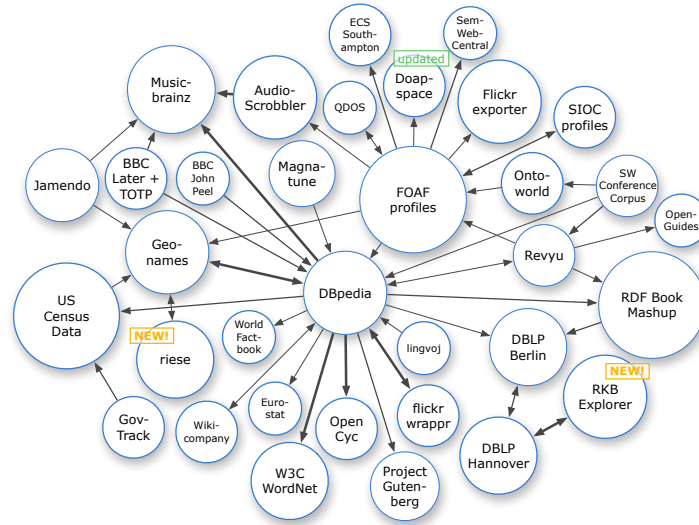 ECS
South-
ampton
Sem-
Web-
Central
updated
Doap-
space
Music-
brainz
Audio-
Scrobbler
Flickr
exporter
QDOS
SIOC
profiles
BBC
Later +
TOTP
BBC
John
Peel
Magna-
tune
FOAF
profiles
Onto-
world
SW
Conference
Corpus
Jamendo
Open-
Guides
Geo-
names
Revyu
US
Census
Data
DBpedia
RDF Book
Mashup
NEW!
riese
World
Fact-
book
lingvoj
DBLP
Berlin
NEW!
RKB
Explorer
Gov-
Track
Wiki-
company
Euro-
stat
Open
Cyc
flickr
wrappr
DBLP
Hannover
W3C
WordNet
Project
Guten-
berg